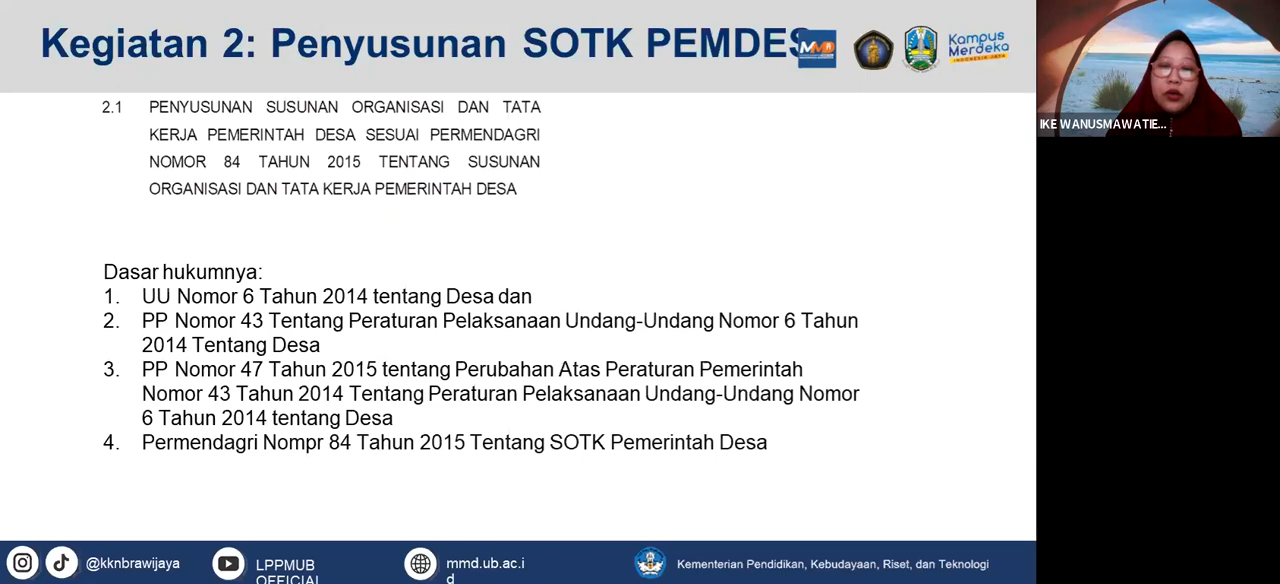 Kegiatan 2: Penyusunan SOTK PEMDES
MMD
Kampus
Merdeka
INDONESIA JAYA
2.1 PENYUSUNAN SUSUNAN ORGANISASI DAN TATA
KERJA PEMERINTAH DESA SESUAI PERMENDAGRI
NOMOR 84 TAHUN 2015 TENTANG SUSUNAN
ORGANISASI DAN TATA KERJA PEMERINTAH DESA
IKE WANUSMAWATIE...
Dasar hukumnya:
1. UU Nomor 6 Tahun 2014 tentang Desa dan
2. PP Nomor 43 Tentang Peraturan Pelaksanaan Undang-Undang Nomor 6 Tahun
2014 Tentang Desa
3. PP Nomor 47 Tahun 2015 tentang Perubahan Atas Peraturan Pemerintah
Nomor 43 Tahun 2014 Tentang Peraturan Pelaksanaan Undang-Undang Nomor
6 Tahun 2014 tentang Desa
4. Permendagri Nompr 84 Tahun 2015 Tentang SOTK Pemerintah Desa
@kknbrawijaya
LPPMUB
OFFICIAL
mmd.ub.ac.i
d
Kementerian Pendidikan, Kebudayaan, Riset, dan Teknologi